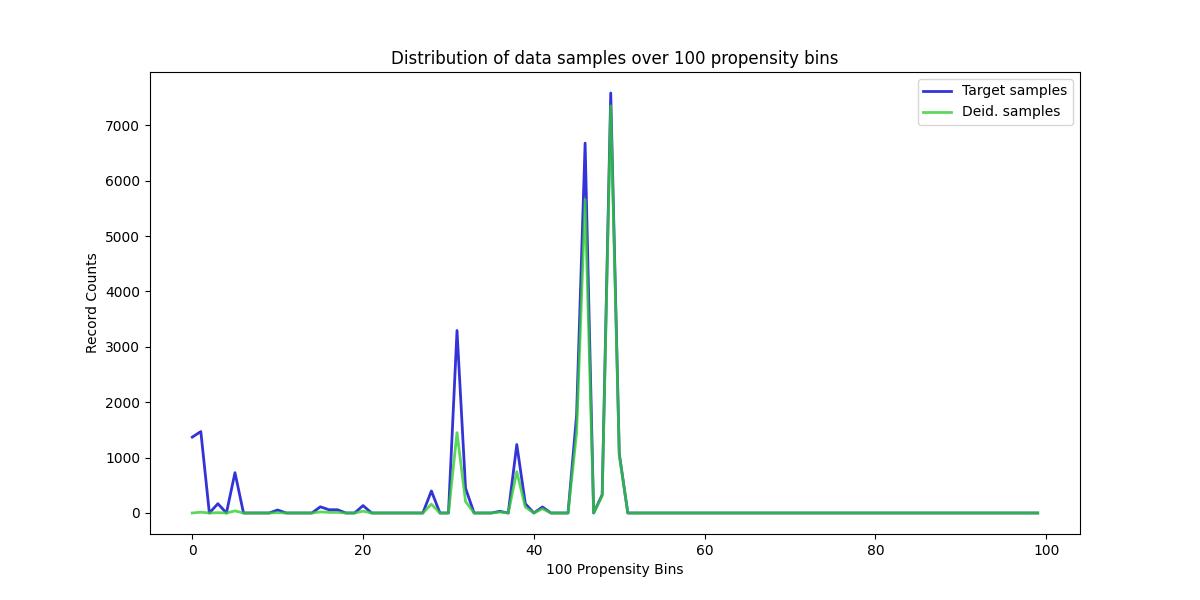 Distribution of data samples over 100 propensity bins
Target samples
Deid. samples
Record Counts
7000
6000
5000
4000
3000
2000
1000
0
0 20 40 60 80 100
100 Propensity Bins